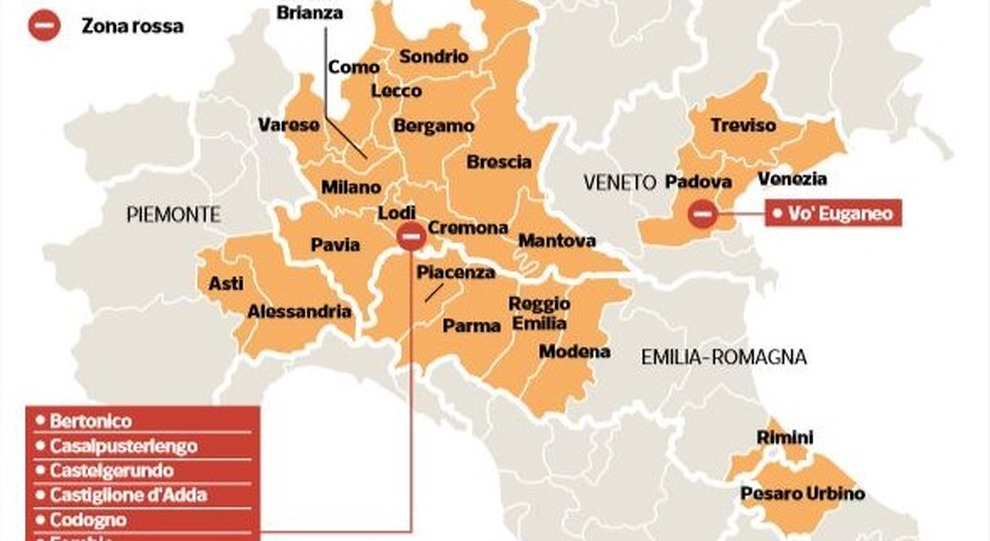 Brianza
Zona rossa
Sondrio
Como
Lecco
Varese
Bergamo
Treviso
Brescia
Milano
VENETO
Padova
Venezia
PIEMONTE
Lodi
Vo' Euganeo
Cremona
Pavia
Mantova
Piacenza
Asti
Alessandria
Reggio
Emilia
Parma
Modena
EMILIA-ROMAGNA
Bertonico
Casalpusterlengo
Castelgerundo
Castiglione d'Adda
Codogno
Rimini
Pesaro Urbino